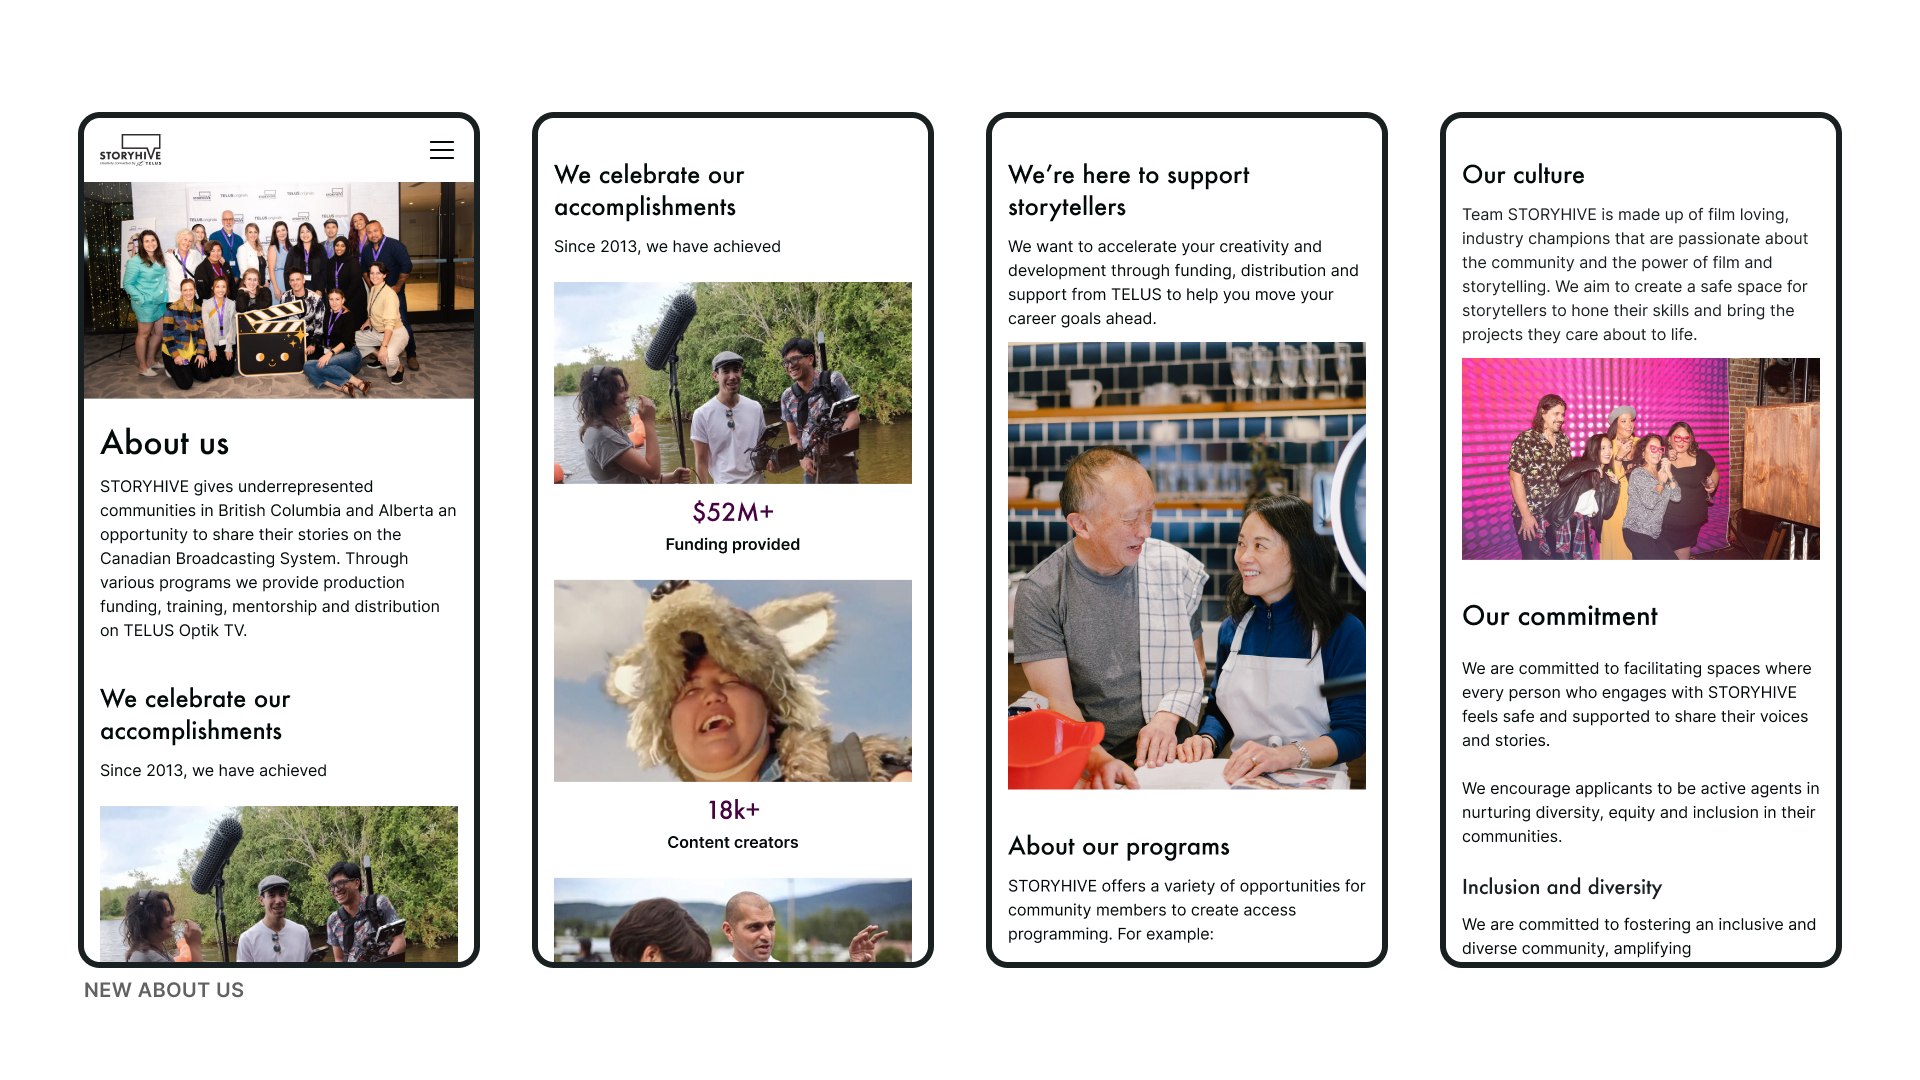 STORYHIVE
TELUS
About us
STORYHIVE gives underrepresented
communities in British Columbia and Alberta an
opportunity to share their stories on the
Canadian Broadcasting System. Through
various programs we provide production
funding, training, mentorship and distribution
on TELUS Optik TV.
We celebrate our
accomplishments
Since 2013, we have achieved
We celebrate our
accomplishments
Since 2013, we have achieved
$52M+
Funding provided
18k+
Content creators
We’re here to support
storytellers
We want to accelerate your creativity and
development through funding, distribution and
support from TELUS to help you move your
career goals ahead.
About our programs
STORYHIVE offers a variety of opportunities for
community members to create access
programming. For example:
Our culture
Team STORYHIVE is made up of film loving,
industry champions that are passionate about
the community and the power of film and
storytelling. We aim to create a safe space for
storytellers to hone their skills and bring the
projects they care about to life.
Our commitment
We are committed to facilitating spaces where
every person who engages with STORYHIVE
feels safe and supported to share their voices
and stories.
We encourage applicants to be active agents in
nurturing diversity, equity and inclusion in their
communities.
Inclusion and diversity
We are committed to fostering an inclusive and
diverse community, amplifying
NEW ABOUT US